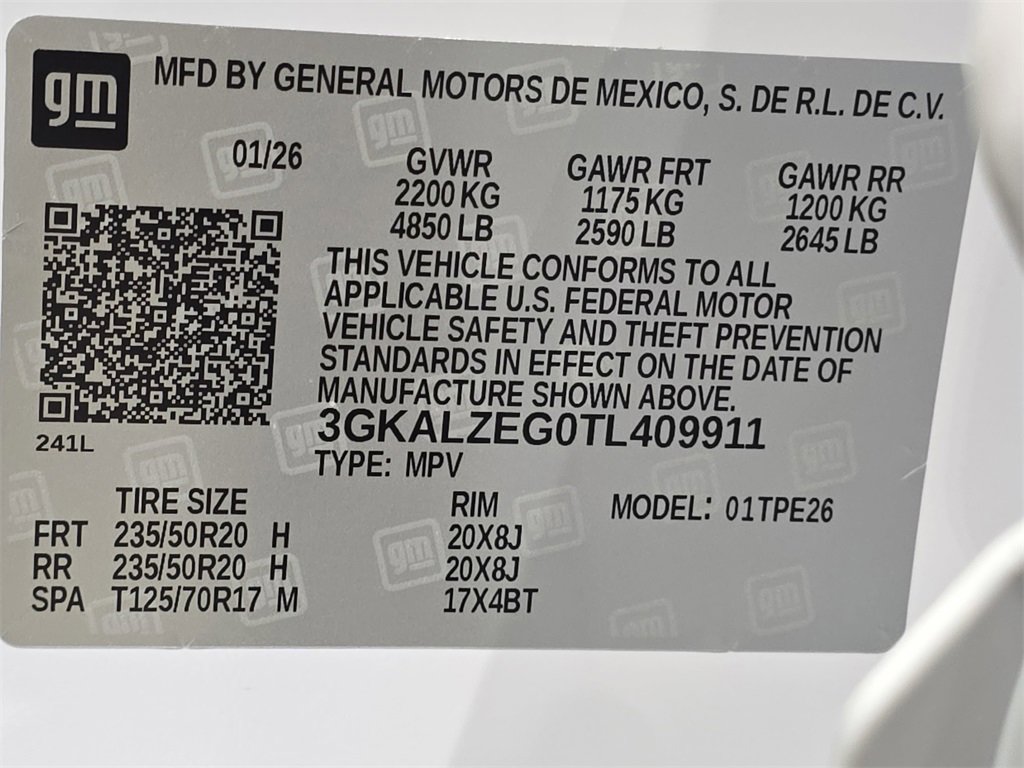 gm
MFD BY GENERAL MOTORS DE MEXICO, S. DE R.L. DE C.V.
01/26 GVWR GAWR FRT GAWR RR
2200 KG 1175 KG 1200 KG
4850 LB 2590 LB 2645 LB
THIS VEHICLE CONFORMS TO ALL
APPLICABLE U.S. FEDERAL MOTOR
VEHICLE SAFETY AND THEFT PREVENTION
STANDARDS IN EFFECT ON THE DATE OF
MANUFACTURE SHOWN ABOVE.
3GKALZEG0TL409911
241L
TYPE: MPV
TIRE SIZE RIM MODEL: 01TPE26
FRT 235/50R20 H 20X8J
RR 235/50R20 H 20X8J
SPA T125/70R17 M 17X4BT